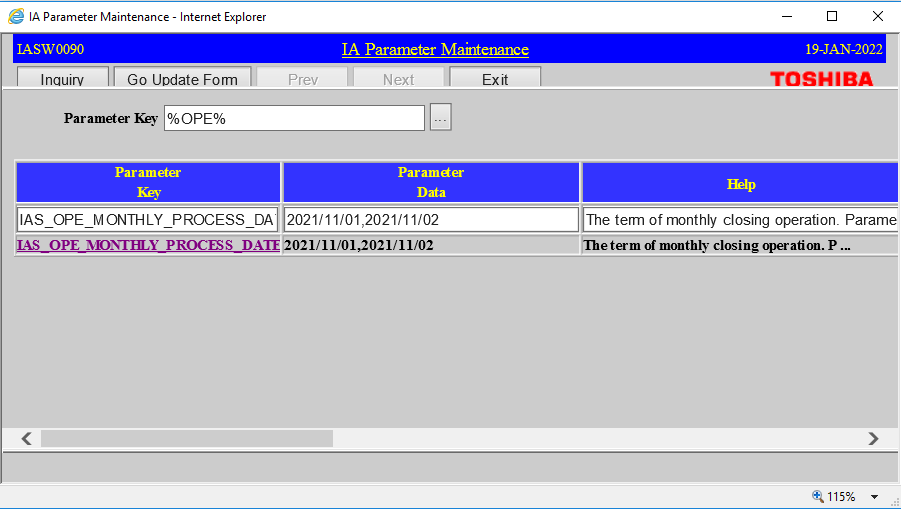 IA Parameter Maintenance - Internet Explorer
IASW0090 IA Parameter Maintenance 19-JAN-2022
Inquiry Go Update Form Prev Next Exit TOSHIBA
Parameter Key %OPE% ...
Parameter Key Parameter Data Help
IAS_OPE_MONTHLY_PROCESS_DA 2021/11/01,2021/11/02 The term of monthly closing operation. Parame
IAS_OPE_MONTHLY_PROCESS_DATE 2021/11/01,2021/11/02 The term of monthly closing operation. P ...
115%